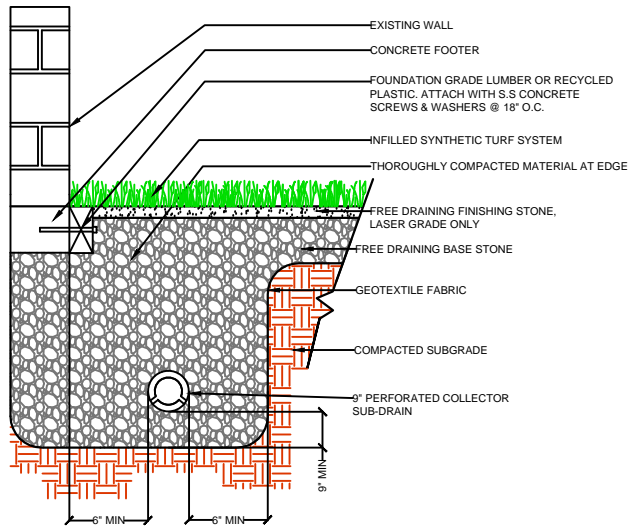 EXISTING WALL
CONCRETE FOOTER
FOUNDATION GRADE LUMBER OR RECYCLED
PLASTIC. ATTACH WITH S.S CONCRETE
SCREWS & WASHERS @ 18" O.C.
INFILLED SYNTHETIC TURF SYSTEM
THOROUGHLY COMPACTED MATERIAL AT EDGE
FREE DRAINING FINISHING STONE,
LASER GRADE ONLY
FREE DRAINING BASE STONE
GEOTEXTILE FABRIC
COMPACTED SUBGRADE
9" PERFORATED COLLECTOR
SUB-DRAIN
9" MIN
6" MIN
6" MIN